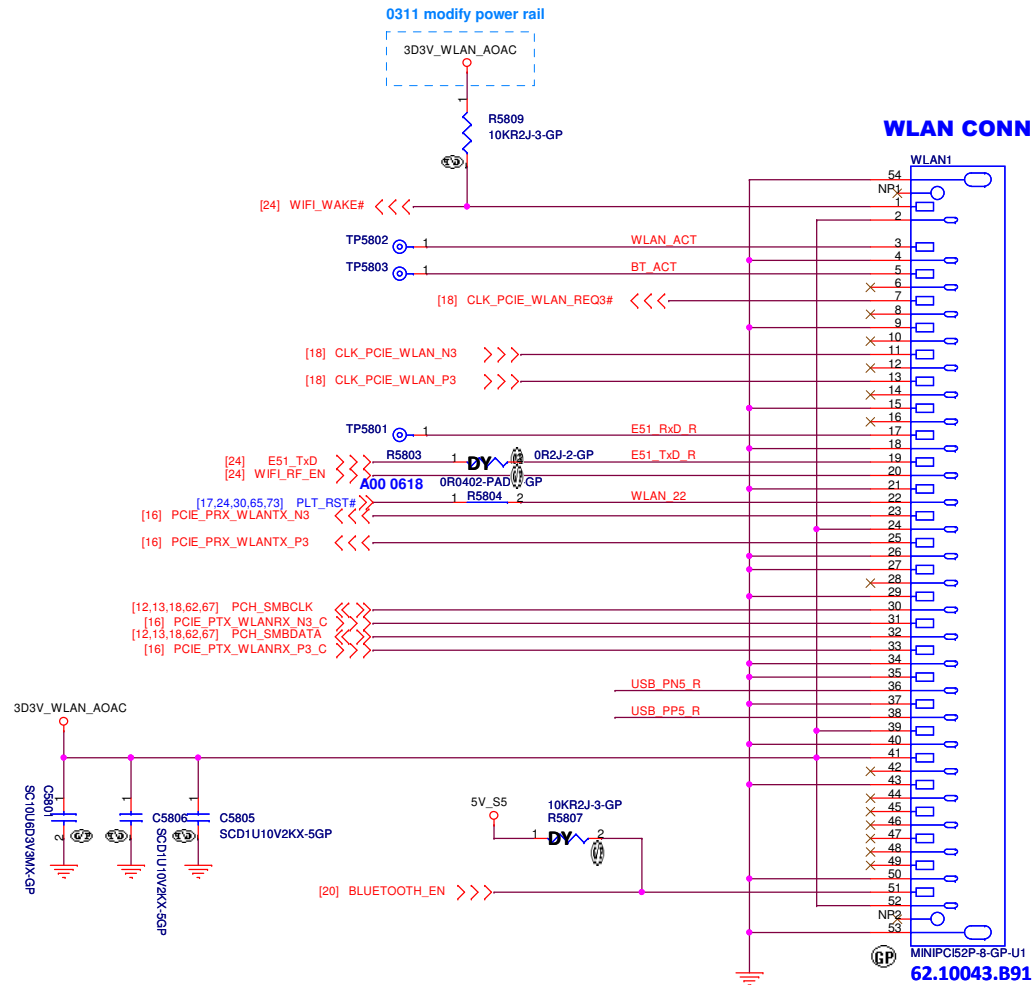 0311 modify power rail
3D3V_WLAN_AOAC
1
R5809
10KR2J-3-GP
WLAN CONN
WLAN1
54
NP1
[24] WIFI_WAKE#
1
2
TP5802 1 WLAN_ACT 3
4
TP5803 1 BT_ACT 5
6
[18] CLK_PCIE_WLAN_REQ3# 7
8
9
10
[18] CLK_PCIE_WLAN_N3 11
12
[18] CLK_PCIE_WLAN_P3 13
14
15
16
TP5801 1 E51_RxD_R 17
18
R5803 0R2J-2-GP
[24] E51_TxD 1 DY E51_TxD_R 19
[24] WIFI_RF_EN 20
A00 0618 0R0402-PAD GP
21
[17,24,30,65,73] PLT_RST# 1 R5804 2 WLAN_22 22
[16] PCIE_PRX_WLANTX_N3 23
24
[16] PCIE_PRX_WLANTX_P3 25
26
27
28
29
[12,13,18,62,67] PCH_SMBCLK 30
[16] PCIE_PTX_WLANRX_N3_C 31
[12,13,18,62,67] PCH_SMBDATA 32
[16] PCIE_PTX_WLANRX_P3_C 33
34
35
USB_PN5_R 36
37
USB_PP5_R 38
39
40
41
42
43
44
45
46
47
48
49
50
[20] BLUETOOTH_EN 51
52
NP2
53
3D3V_WLAN_AOAC
1
2
C5801
SC10U6D3V3MX-GP
1
C5806
SCD1U10V2KX-5GP
1
C5805
SCD1U10V2KX-5GP
5V_S5
10KR2J-3-GP
R5807
1 DY 2
GP
MINIPCI52P-8-GP-U1
62.10043.B91